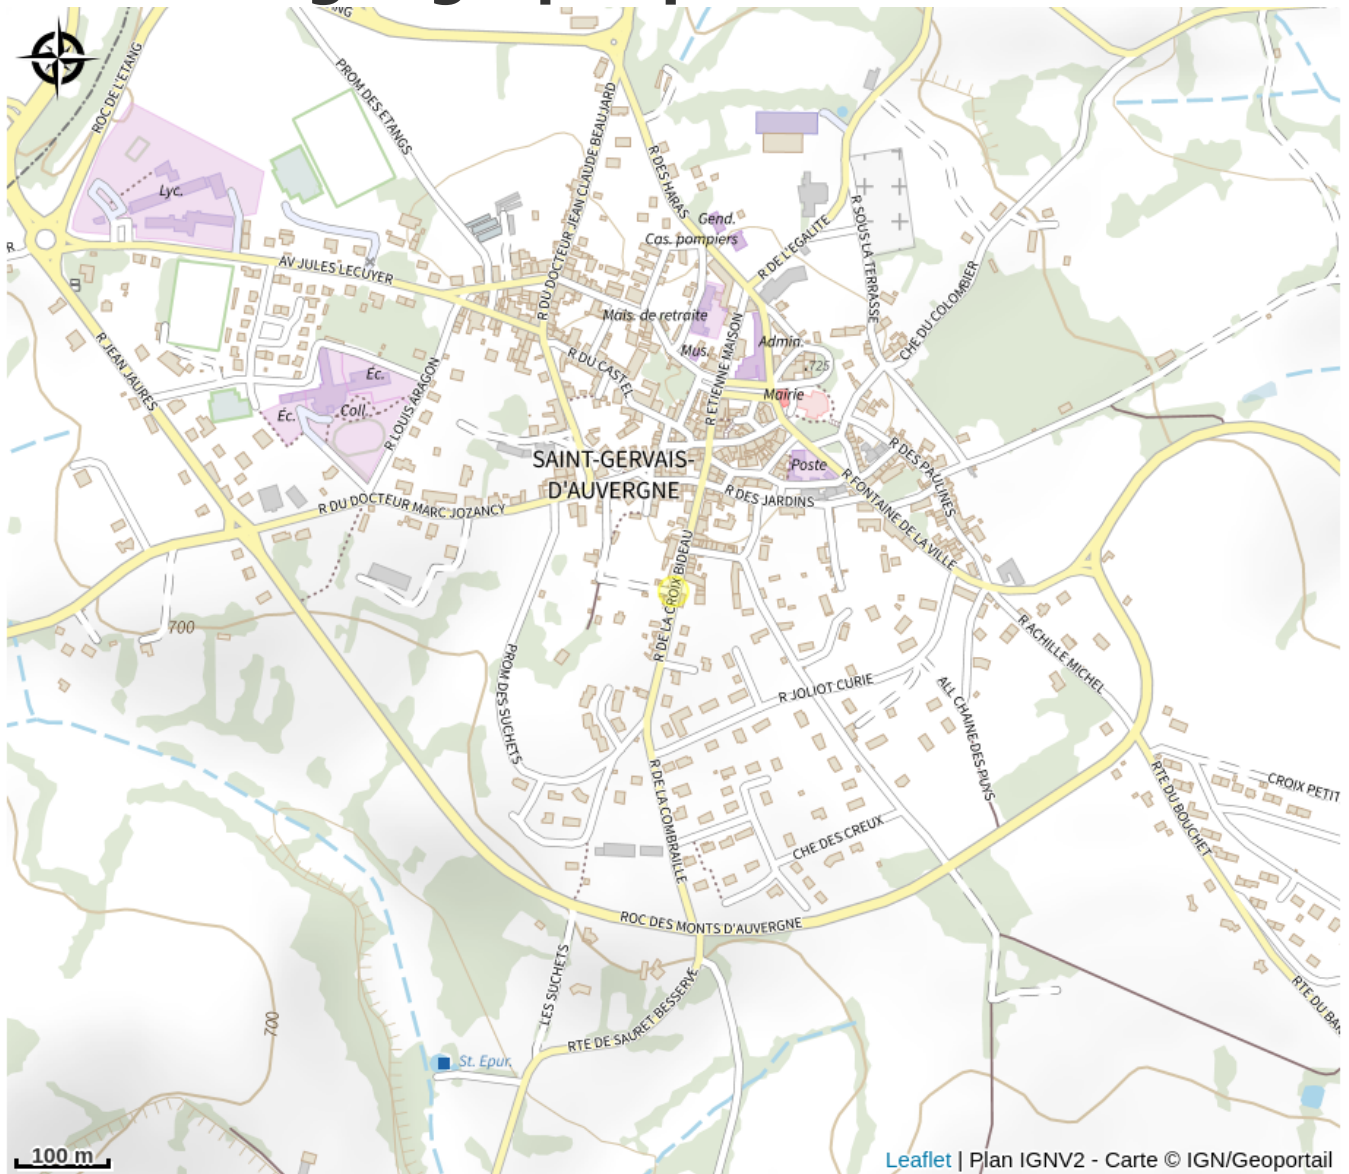 ROC DE L'ETANG
PROM DES ETANGS
R DU DOCTEUR JEAN CLAUDE BEAUJARD
R DES HARAS
Lyc.
Gend.
Cas. pompiers
R DE L'EGALITE
R SOUS LA TERRASSE
R
AV JULES LECUYER
CHE DU COLOMBIER
Mais. de retraite
R JEAN JAURES
R DU CASTEL
Mus.
R ETIENNE MAISON
Admin.
725
Éc.
Mairie
Éc.
Coll.
R LOUIS ARAGON
SAINT-GERVAIS-
D'AUVERGNE
Poste
R DES PAULINES
R DES JARDINS
R FONTAINE DE LA VILLE
R DU DOCTEUR MARC JOZANCY
R DE LA CROIX BIDEAU
700
R ACHILLE MICHEL
PROM DES SUCHETS
R JOLIOT CURIE
ALL CHAINE-DES-PUYS
R DE LA COMBRAILLE
RTE DU BOUCHET
CROIX PETIT
CHE DES CREUX
ROC DES MONTS D'AUVERGNE
LES SUCHETS
RTE DE SAURET BESSERVE
700
RTE DU BA
St. Epur.
100 m
Leaflet | Plan IGNV2 - Carte © IGN/Geoportail